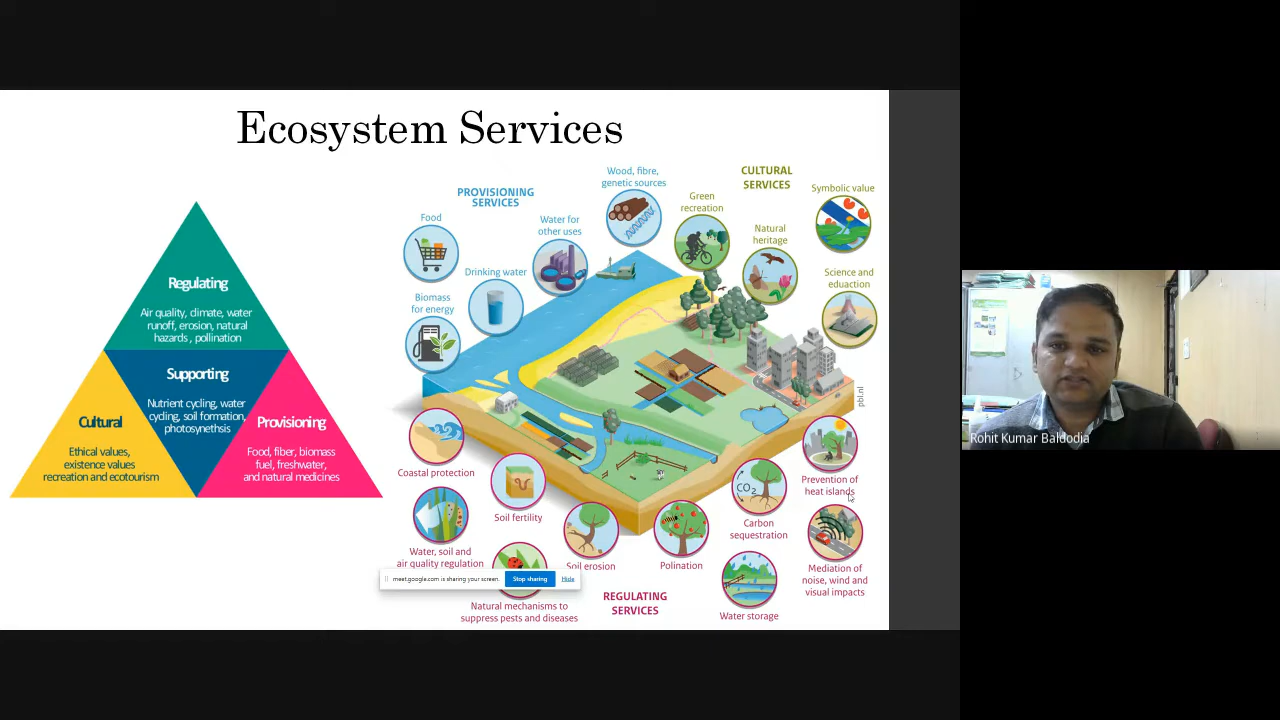 Ecosystem Services
Regulating
Air quality, climate, water
runoff, erosion, natural
hazards , pollination
Supporting
Nutrient cycling, water
cycling, soil formation,
photosynethsis
Cultural
Ethical values,
existence values
recreation and ecotourism
Provisioning
Food, fiber, biomass
fuel, freshwater,
and natural medicines
PROVISIONING
SERVICES
Food
Water for
other uses
Wood, fibre,
genetic sources
Drinking water
Biomass
for energy
CULTURAL
SERVICES
Green
recreation
Symbolic value
Natural
heritage
Science and
eduaction
pbl.nl
Coastal protection
Soil fertility
Water, soil and
air quality regulation
Soil erosion
Polination
CO2
Carbon
sequestration
Prevention of
heat islands
Mediation of
noise, wind and
visual impacts
Natural mechanisms to
suppress pests and diseases
REGULATING
SERVICES
Water storage
meet.google.com is sharing your screen.
Stop sharing
Hide
Rohit Kumar Baldodia